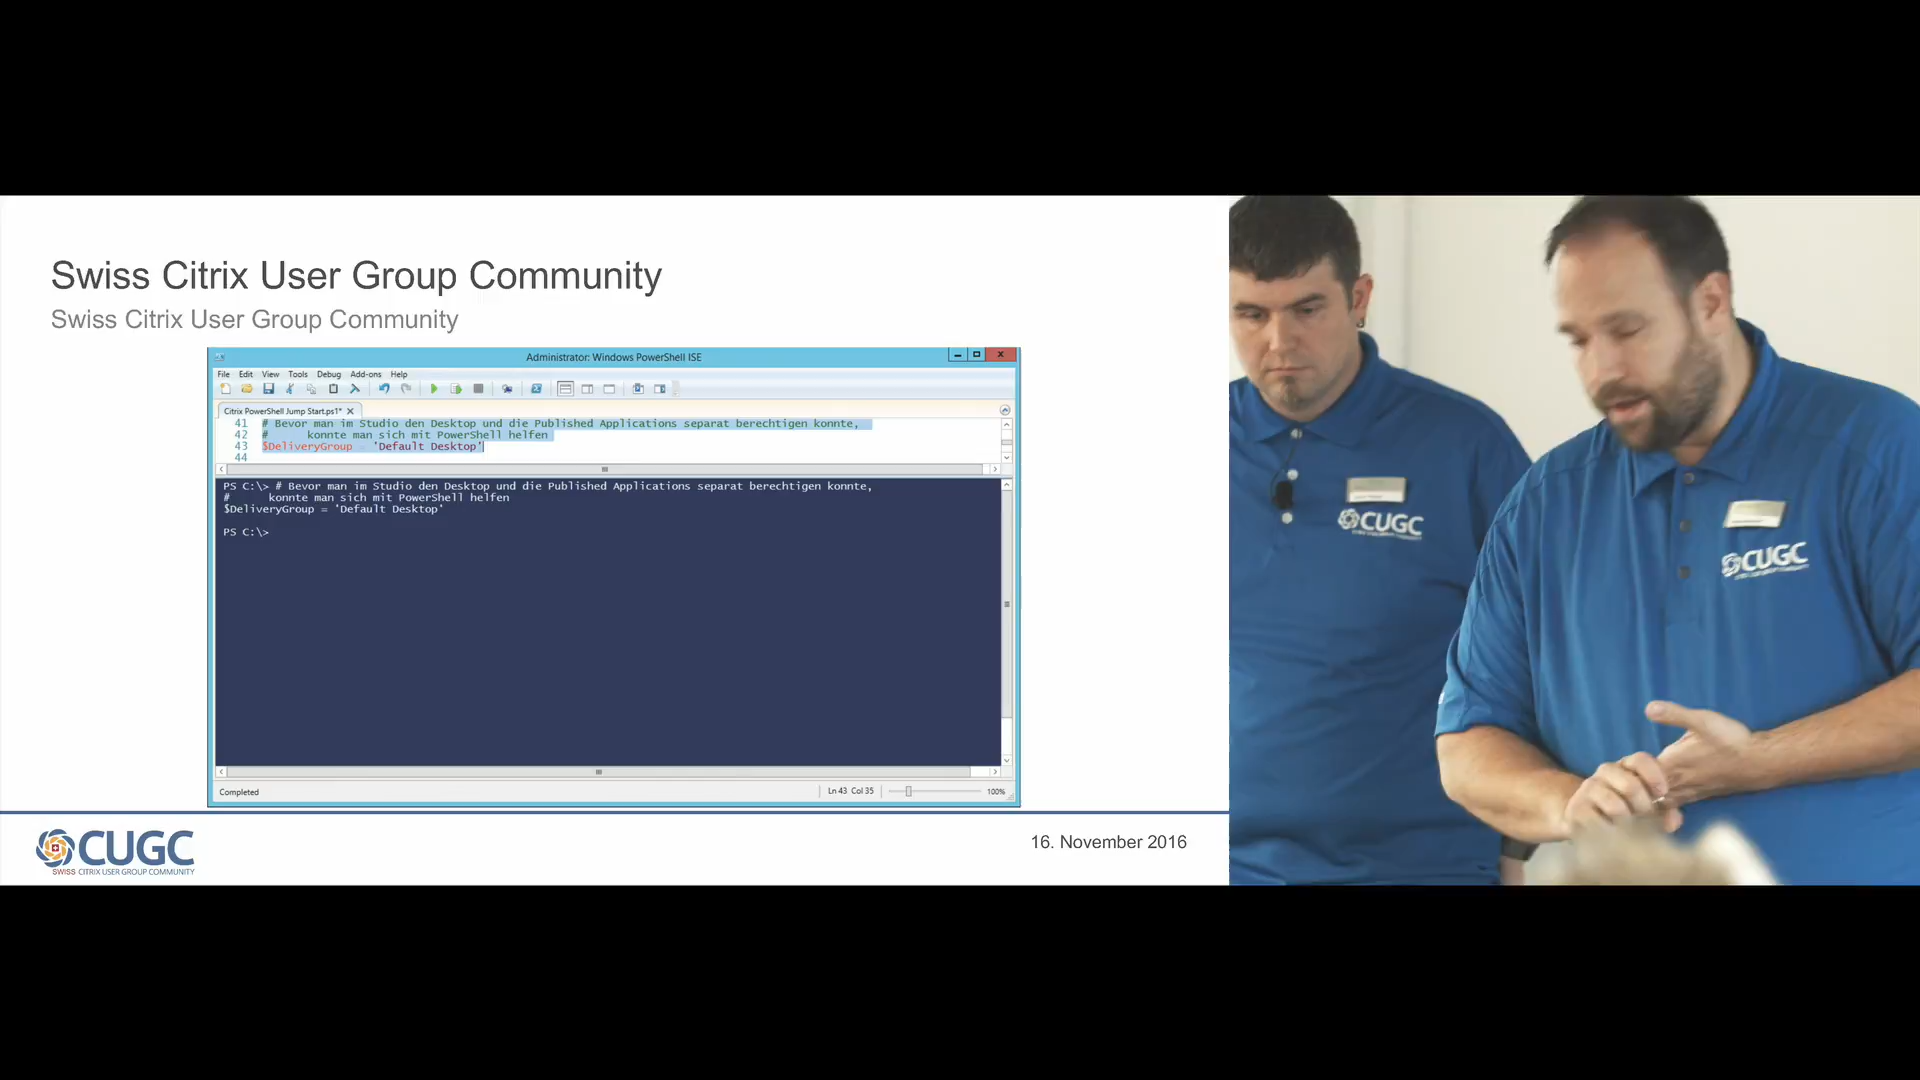 Swiss Citrix User Group Community
Swiss Citrix User Group Community
Administrator: Windows PowerShell ISE
File Edit View Tools Debug Add-ons Help
Citrix PowerShell Jump Start.ps1*
41 # Bevor man im Studio den Desktop und die Published Applications separat berechtigen konnte,
42 # konnte man sich mit PowerShell helfen
43 $DeliveryGroup = 'Default Desktop'
44
PS C:\> # Bevor man im Studio den Desktop und die Published Applications separat berechtigen konnte,
# konnte man sich mit PowerShell helfen
$DeliveryGroup = 'Default Desktop'
PS C:\>
Completed
Ln 43 Col 35
100%
CUGC
SWISS CITRIX USER GROUP COMMUNITY
16. November 2016
CUGC
CUGC